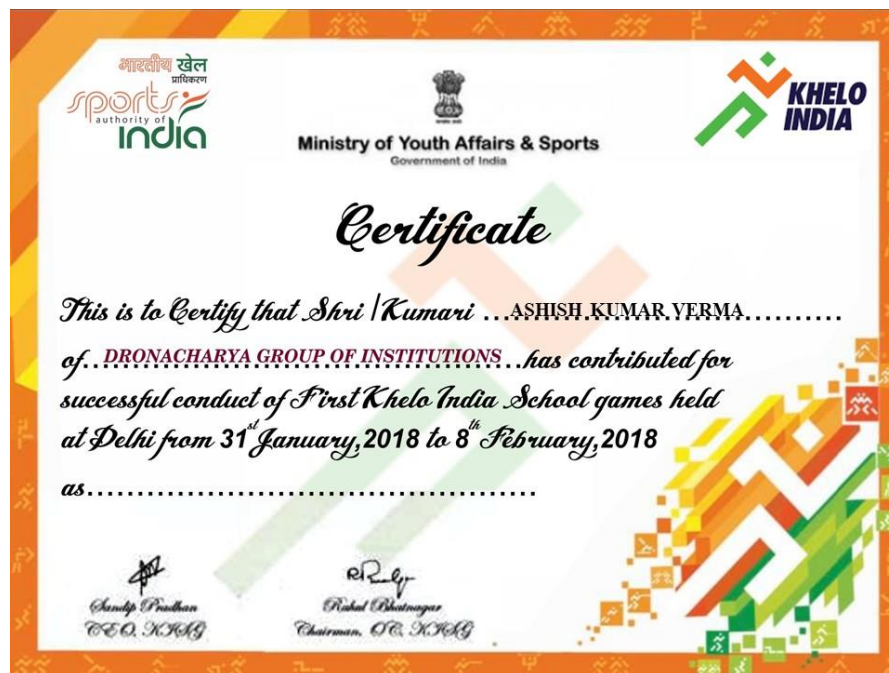 भारतीय खेल
प्राधिकरण
sports
authority of
india
Ministry of Youth Affairs & Sports
Government of India
KHELO
INDIA
Certificate
This is to Certify that Shri / Kumari ...ASHISH KUMAR VERMA...........
of..DRONACHARYA GROUP OF INSTITUTIONS..has contributed for
successful conduct of First Khelo India School games held
at Delhi from 31st January,2018 to 8th February,2018
as.............................................
Sandip Pradhan
Rahul Bhatnagar
CEO, KISG
Chairman, OC, KISG